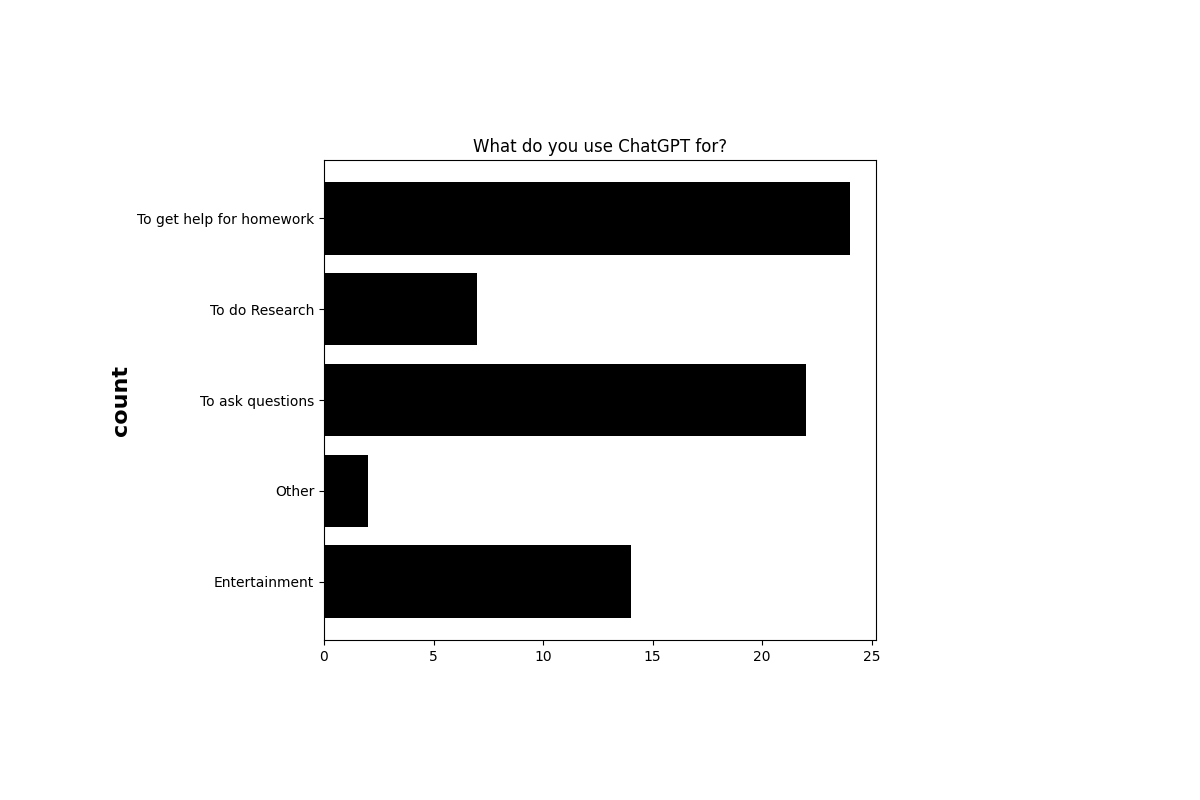 What do you use ChatGPT for?
To get help for homework
To do Research
To ask questions
Other
Entertainment
count
0 5 10 15 20 25